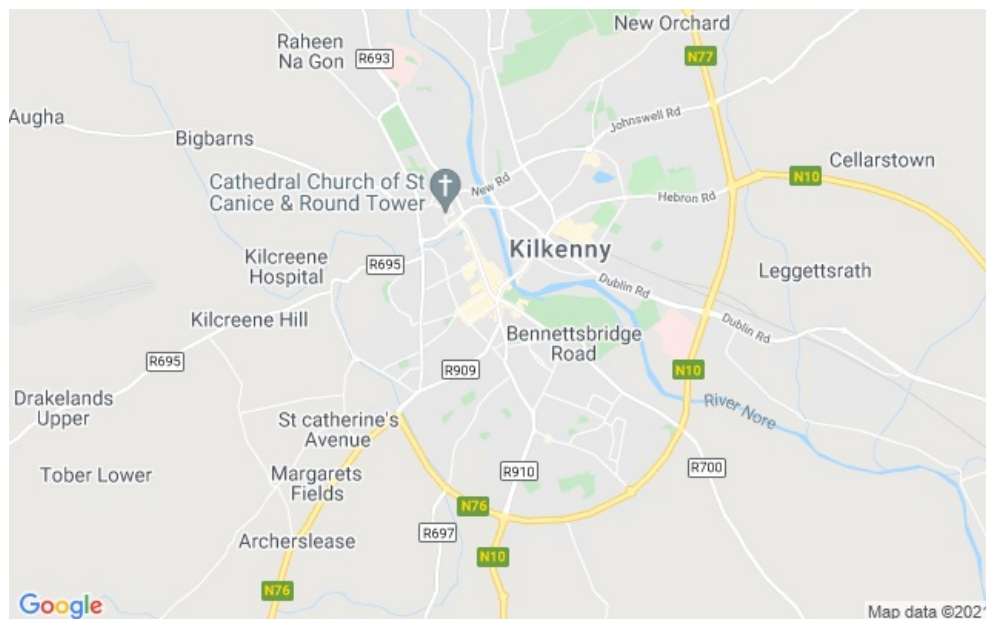 New Orchard
Raheen
Na Gon
R693
N77
Augha
Bigbarns
Johnswell Rd
Cellarstown
N10
Cathedral Church of St
Canice & Round Tower
New Rd
Hebron Rd
Kilkenny
Kilcreene
Hospital
R695
Leggettsrath
Dublin Rd
Kilcreene Hill
Bennettsbridge
Road
Dublin Rd
R695
R909
N10
Drakelands
Upper
River Nore
St catherine's
Avenue
Tober Lower
Margarets
Fields
R910
R700
N76
R697
Archerslease
N10
N76
Google
Map data ©2021